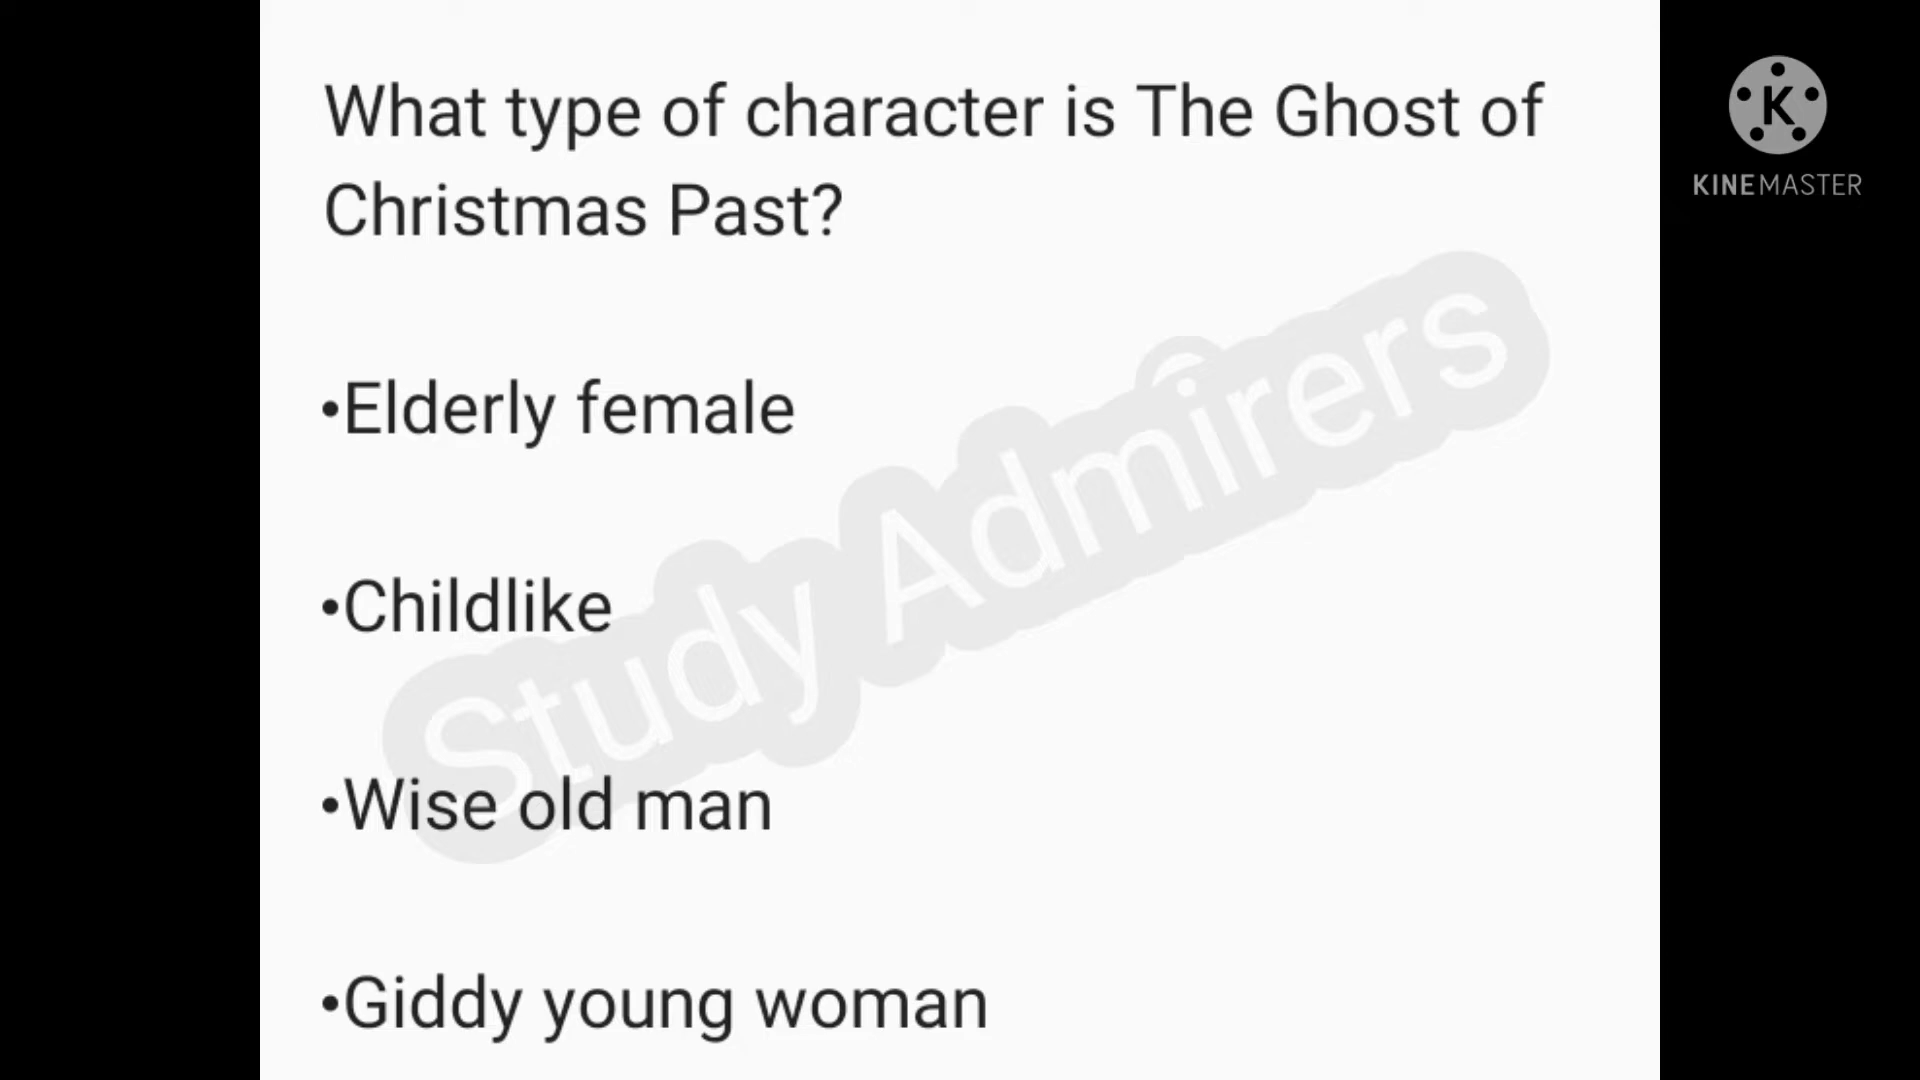 What type of character is The Ghost of
Christmas Past?
•Elderly female
•Childlike
•Wise old man
•Giddy young woman
Study Admirers
K
KINEMASTER